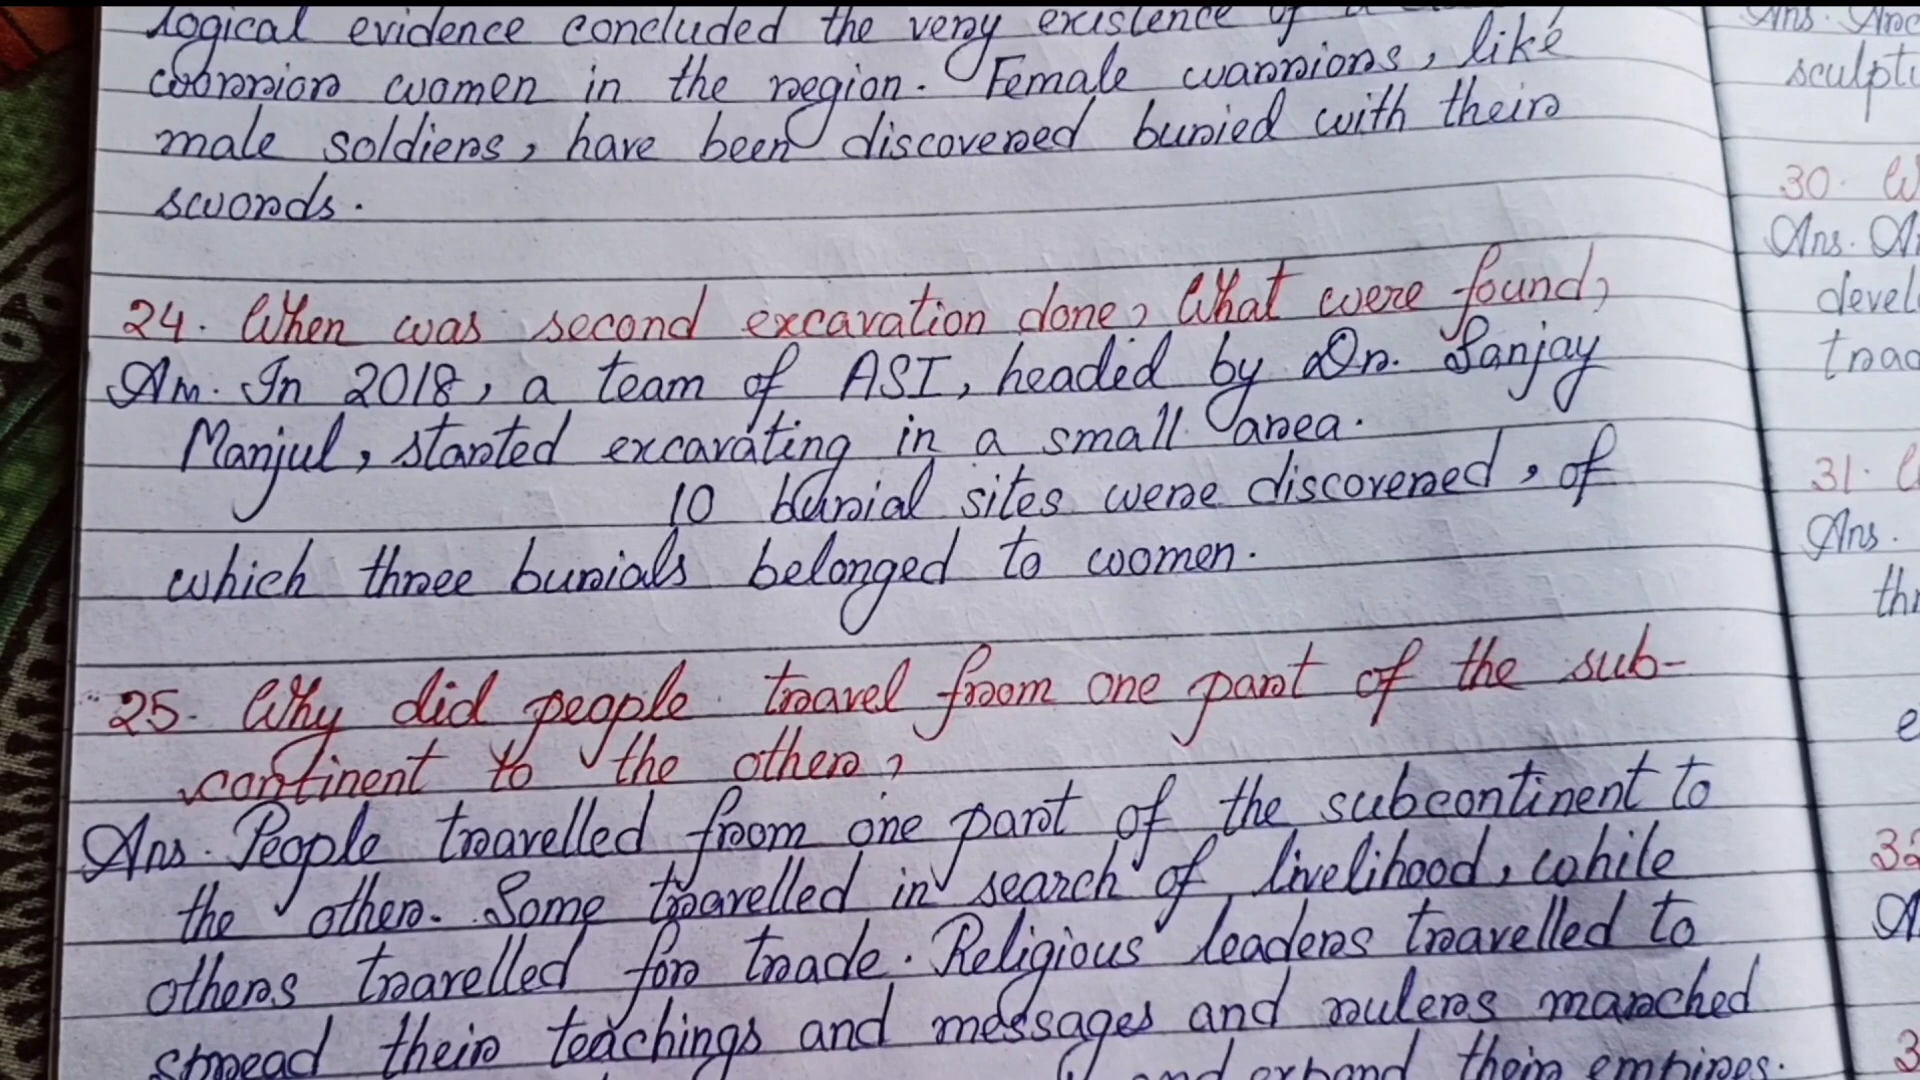 logical evidence concluded the very existence of a
warrior women in the region. Female warriors, like
male soldiers, have been discovered buried with their
swords.
24. When was second excavation done? What were found?
Ans. In 2018, a team of ASI, headed by Dr. Sanjay
Manjul, started excavating in a small area.
10 burial sites were discovered, of
which three burials belonged to women.
25. Why did people travel from one part of the sub-
continent to the other?
Ans. People travelled from one part of the subcontinent to
the other. Some travelled in search of livelihood, while
others travelled for trade. Religious leaders travelled to
spread their teachings and messages and rulers marched
and expand their empires.
Ans.
sculptu
30. W
Ans. A
devel
trad
31.
Ans.
thr
e
32
A
3